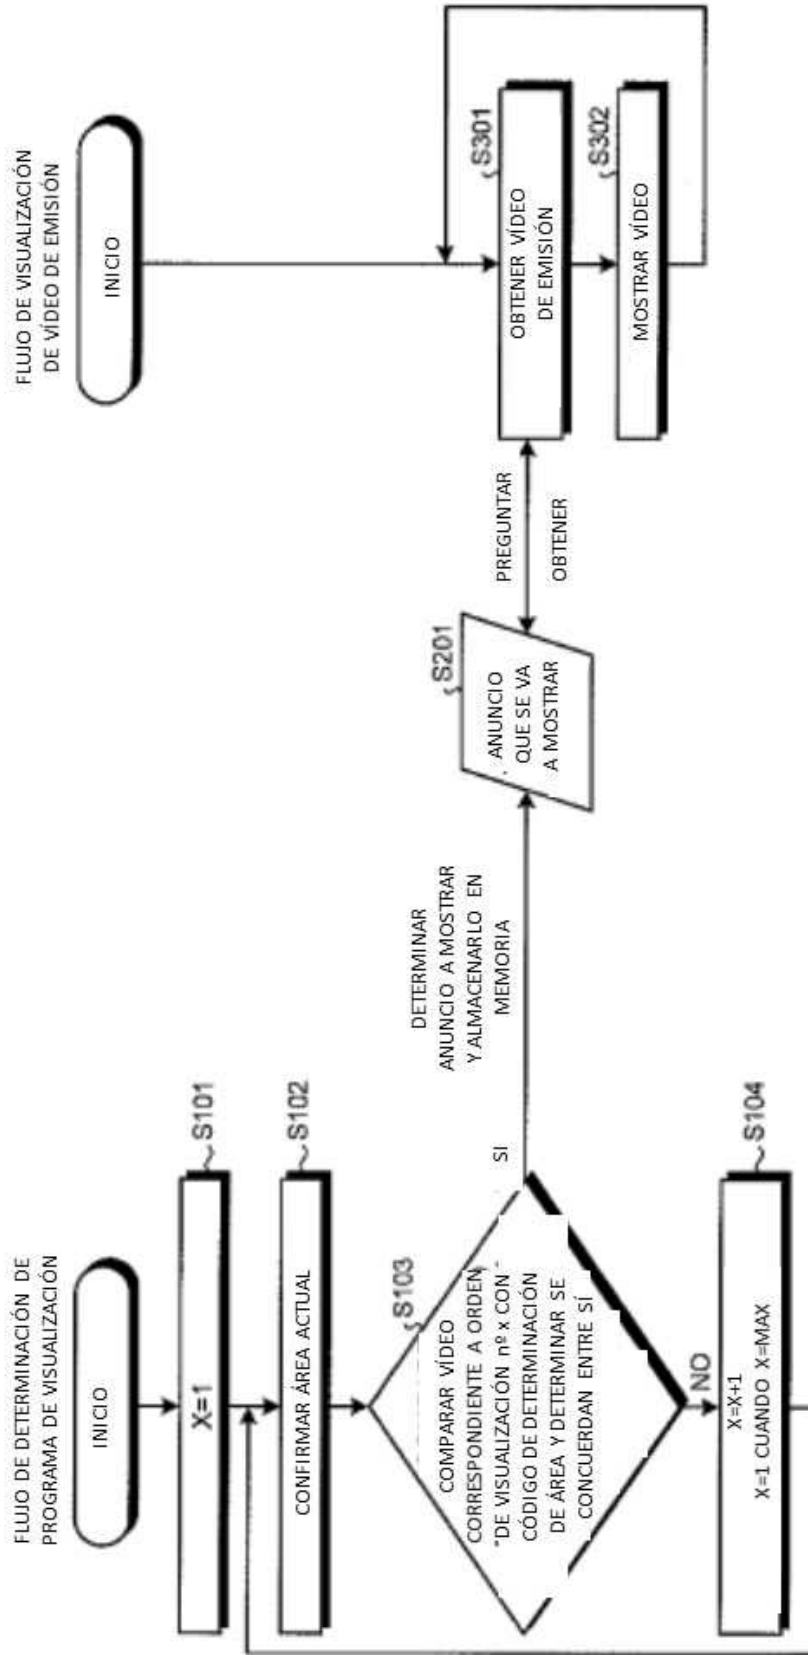 FLUJO DE DETERMINACIÓN DE
PROGRAMA DE VISUALIZACIÓN
INICIO
X=1
S101
CONFIRMAR ÁREA ACTUAL
S102
COMPARAR VÍDEO
CORRESPONDIENTE A ORDEN
DE VISUALIZACIÓN nº x CON
CÓDIGO DE DETERMINACIÓN
DE ÁREA Y DETERMINAR SE
CONCUERDAN ENTRE SÍ
S103
SI
NO
X=X+1
X=1 CUANDO X=MAX
S104
DETERMINAR
ANUNCIO A MOSTRAR
Y ALMACENARLO EN
MEMORIA
ANUNCIO
QUE SE VA
A MOSTRAR
S201
PREGUNTAR
OBTENER
FLUJO DE VISUALIZACIÓN
DE VÍDEO DE EMISIÓN
INICIO
OBTENER VÍDEO
DE EMISIÓN
S301
MOSTRAR VÍDEO
S302